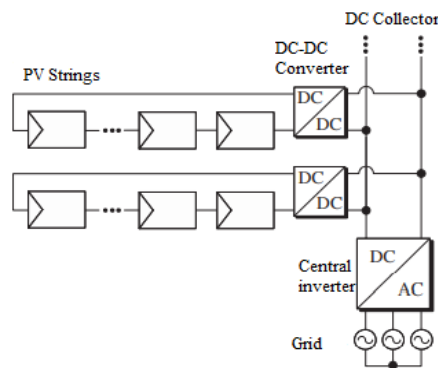 DC Collector
DC-DC
Converter
PV Strings
DC
DC
DC
DC
Central
inverter
DC
AC
Grid